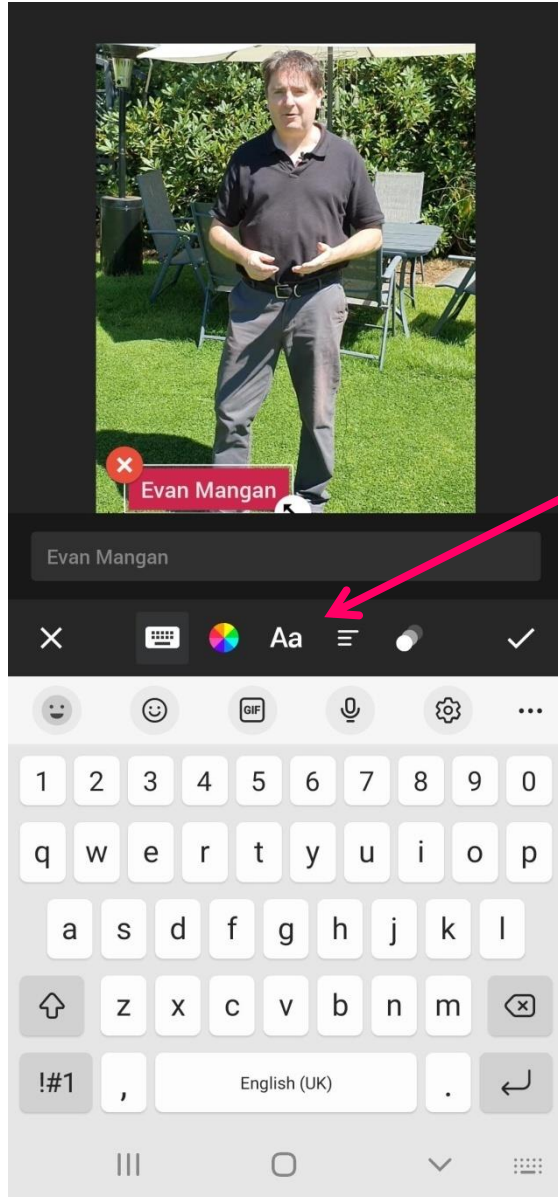 Evan Mangan
Evan Mangan
Aa
GIF
1 2 3 4 5 6 7 8 9 0
q w e r t y u i o p
a s d f g h j k l
z x c v b n m
!#1 , English (UK) .